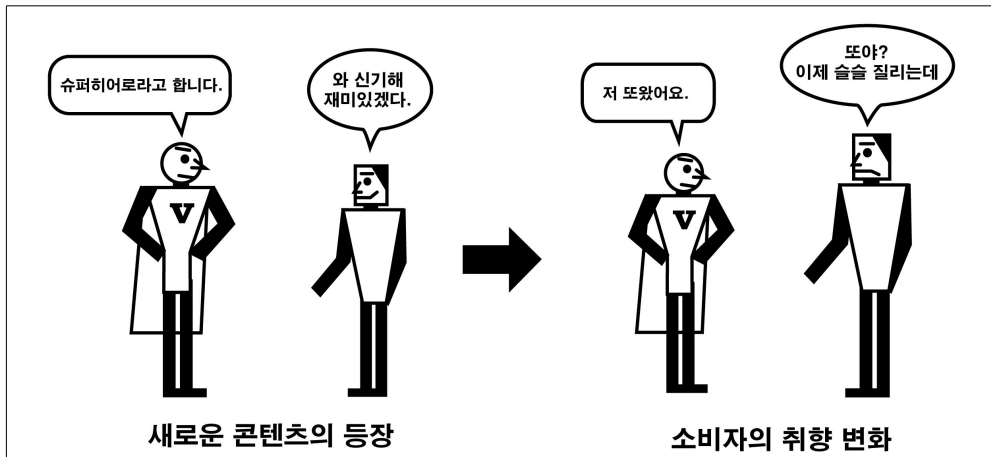 슈퍼히어로라고 합니다.
와 신기해
재미있겠다.
V
새로운 콘텐츠의 등장
저 또왔어요.
또야?
이제 슬슬 질리는데
V
소비자의 취향 변화